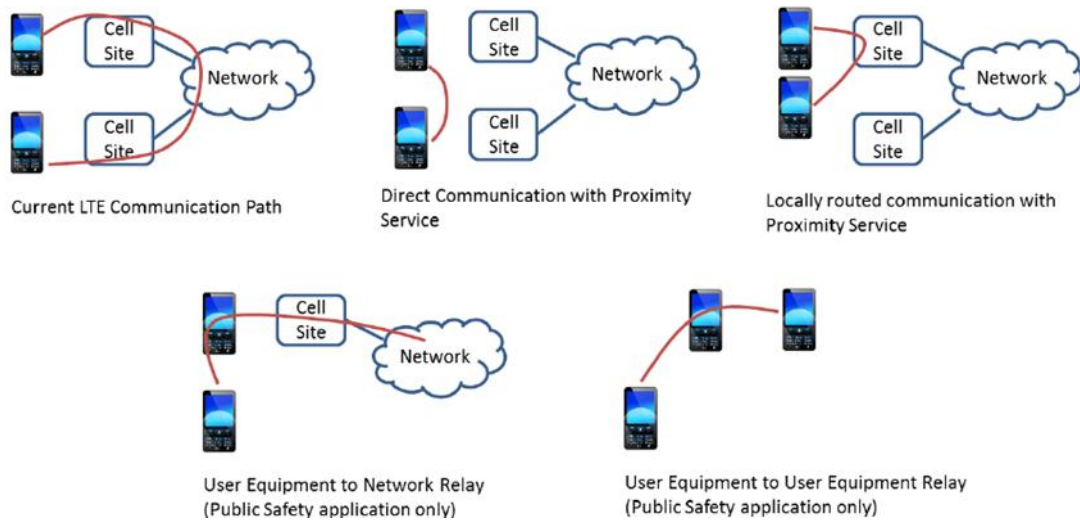 Cell
Site
Network
Cell
Site
Current LTE Communication Path
Cell
Site
Network
Cell
Site
Direct Communication with Proximity
Service
Cell
Site
Network
Cell
Site
Locally routed communication with
Proximity Service
Cell
Site
Network
User Equipment to Network Relay
(Public Safety application only)
User Equipment to User Equipment Relay
(Public Safety application only)